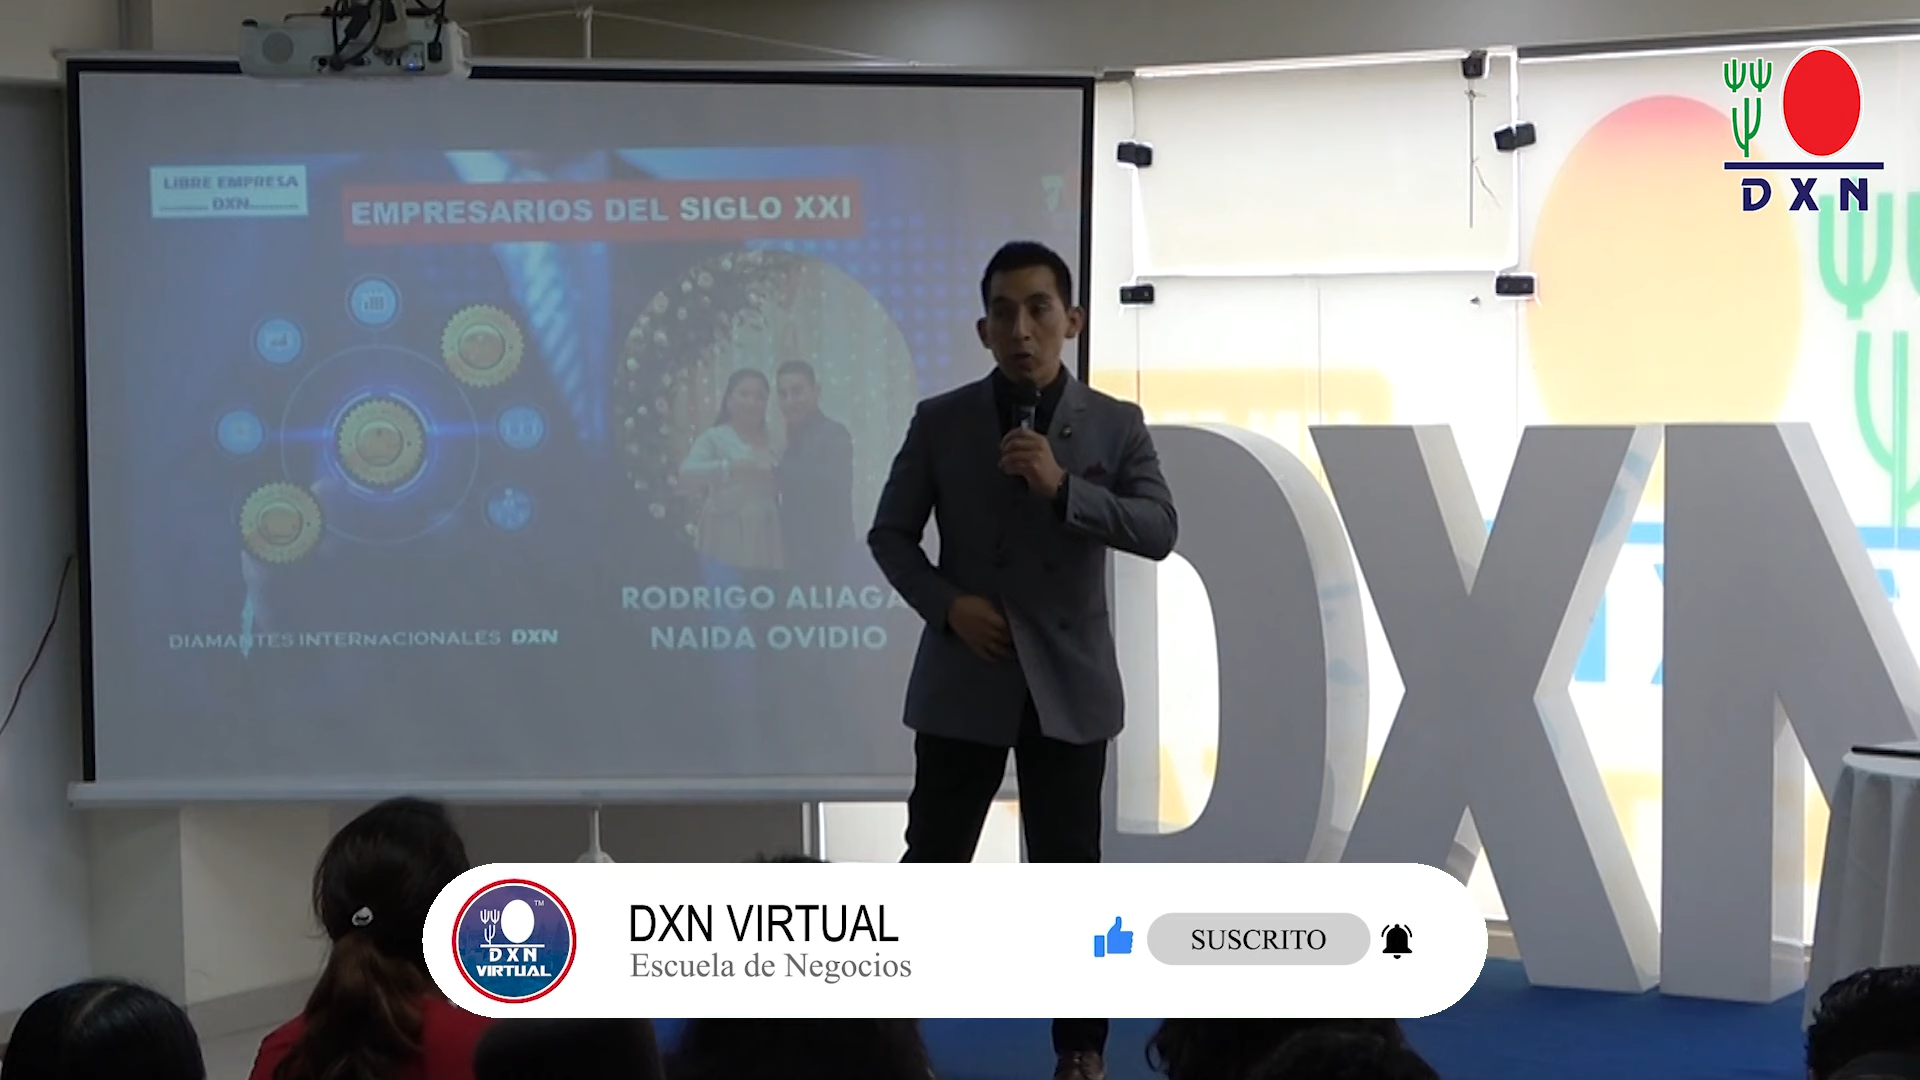 LIBRE EMPRESA
DXN
EMPRESARIOS DEL SIGLO XXI
RODRIGO ALIAGA
NAIDA OVIDIO
DIAMANTES INTERNACIONALES DXN
DXN
DXN
DXN VIRTUAL
Escuela de Negocios
SUSCRITO
DXN
VIRTUAL
TM